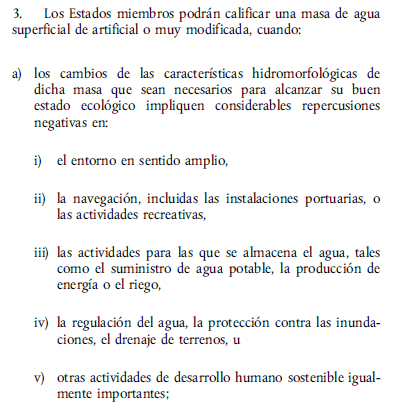 3. Los Estados miembros podrán calificar una masa de agua
superficial de artificial o muy modificada, cuando:
a) los cambios de las características hidromorfológicas de
dicha masa que sean necesarios para alcanzar su buen
estado ecológico impliquen considerables repercusiones
negativas en:
i) el entorno en sentido amplio,
ii) la navegación, incluidas las instalaciones portuarias, o
las actividades recreativas,
iii) las actividades para las que se almacena el agua, tales
como el suministro de agua potable, la producción de
energía o el riego,
iv) la regulación del agua, la protección contra las inunda-
ciones, el drenaje de terrenos, u
v) otras actividades de desarrollo humano sostenible igual-
mente importantes;